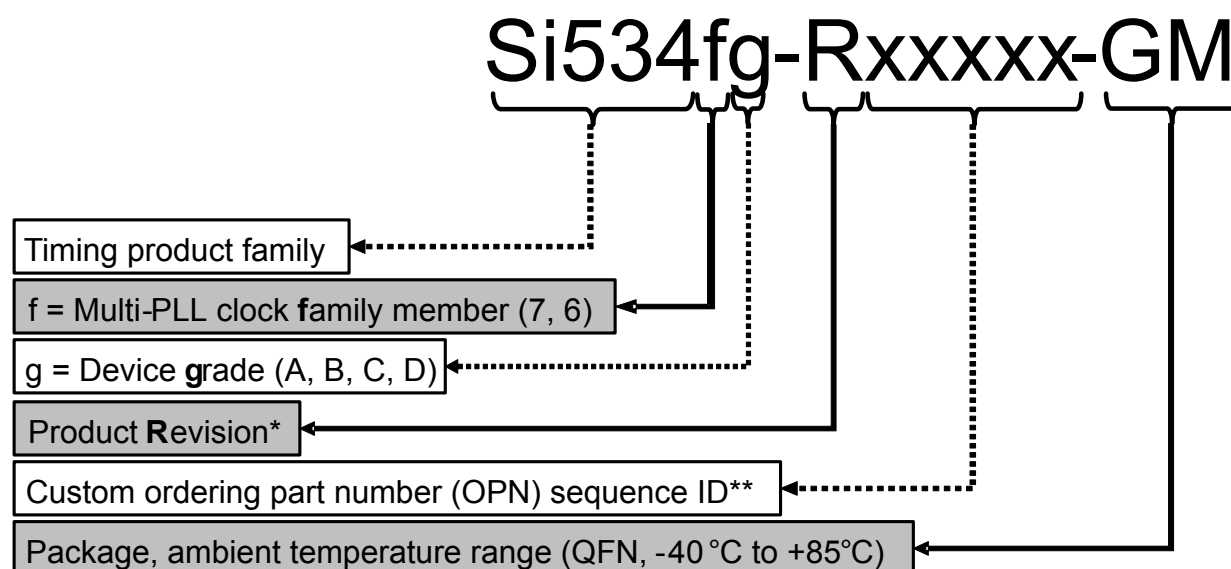 Si534fg-Rxxxxx-GM
Timing product family
f = Multi-PLL clock family member (7, 6)
g = Device grade (A, B, C, D)
Product Revision*
Custom ordering part number (OPN) sequence ID**
Package, ambient temperature range (QFN, -40 °C to +85°C)